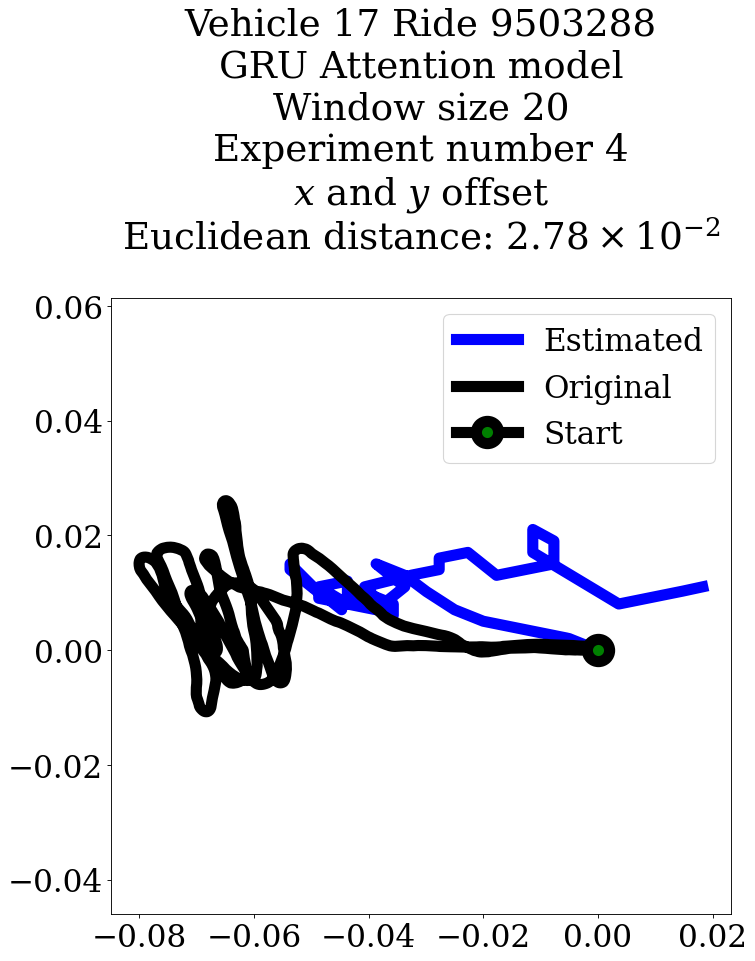 Vehicle 17 Ride 9503288
GRU Attention model
Window size 20
Experiment number 4
x and y offset
Euclidean distance: 2.78 × 10⁻²
Estimated
Original
Start
0.06
0.04
0.02
0.00
−0.02
−0.04
−0.08 −0.06 −0.04 −0.02 0.00 0.02